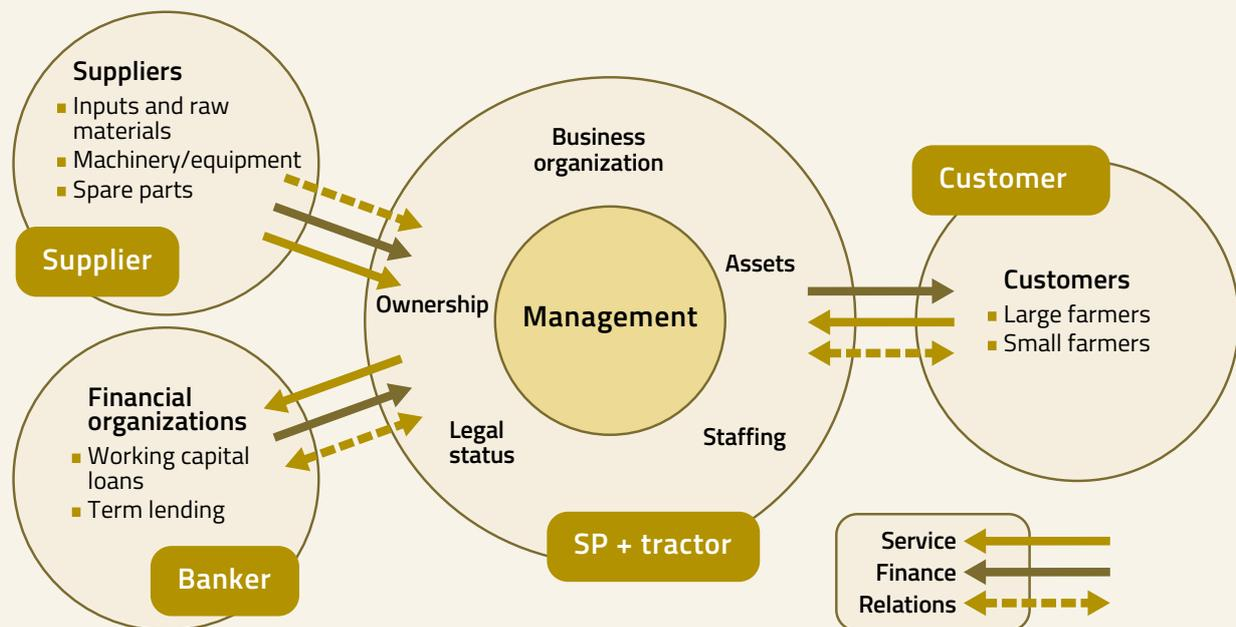 Suppliers
Inputs and raw
materials
Machinery/equipment
Spare parts
Supplier
Financial
organizations
Working capital
loans
Term lending
Banker
Business
organization
Ownership
Management
Assets
Legal
status
Staffing
SP + tractor
Customer
Customers
Large farmers
Small farmers
Service
Finance
Relations